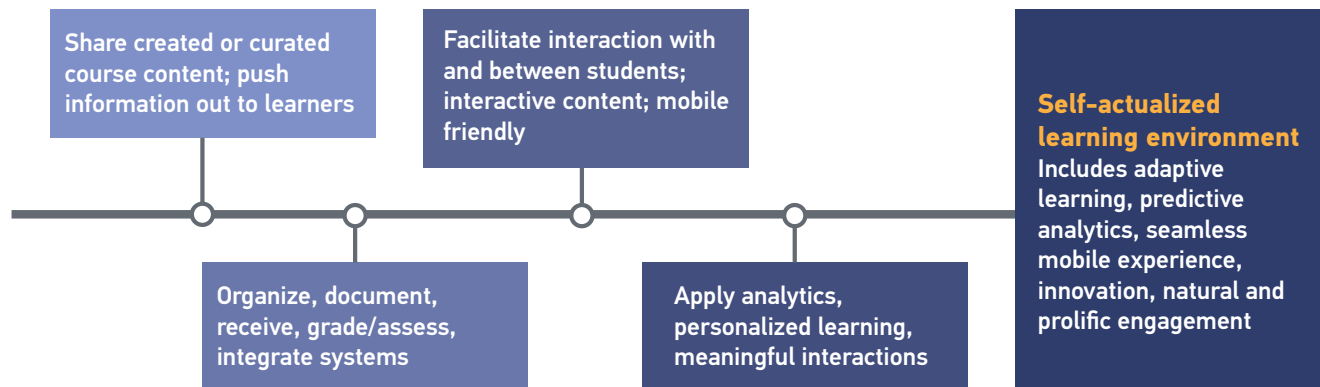 Share created or curated
course content; push
information out to learners
Organize, document,
receive, grade/assess,
integrate systems
Facilitate interaction with
and between students;
interactive content; mobile
friendly
Apply analytics,
personalized learning,
meaningful interactions
Self-actualized
learning environment
Includes adaptive
learning, predictive
analytics, seamless
mobile experience,
innovation, natural and
prolific engagement